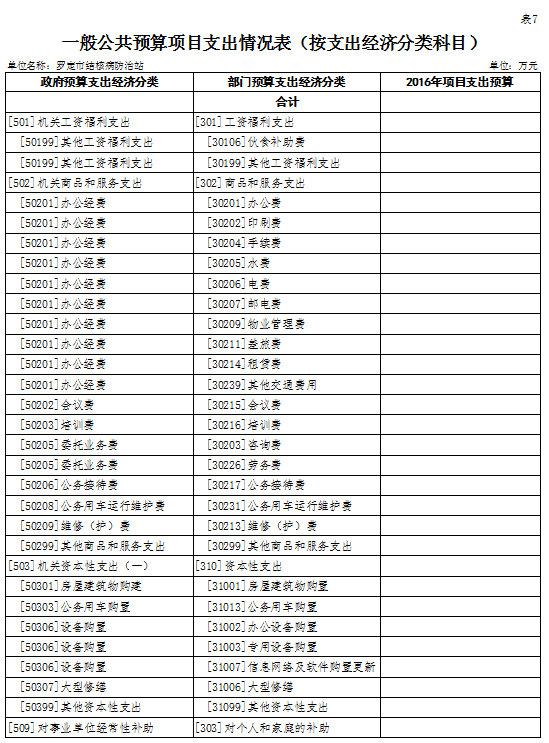 表7
一般公共预算项目支出情况表（按支出经济分类科目）
单位名称：罗定市结核病防治站 单位：万元
政府预算支出经济分类 部门预算支出经济分类 2016年项目支出预算
合计
[501]机关工资福利支出 [301]工资福利支出
[50199]其他工资福利支出 [30106]伙食补助费
[50199]其他工资福利支出 [30199]其他工资福利支出
[502]机关商品和服务支出 [302]商品和服务支出
[50201]办公经费 [30201]办公费
[50201]办公经费 [30202]印刷费
[50201]办公经费 [30204]手续费
[50201]办公经费 [30205]水费
[50201]办公经费 [30206]电费
[50201]办公经费 [30207]邮电费
[50201]办公经费 [30209]物业管理费
[50201]办公经费 [30211]差旅费
[50201]办公经费 [30214]租赁费
[50201]办公经费 [30239]其他交通费用
[50202]会议费 [30215]会议费
[50203]培训费 [30216]培训费
[50205]委托业务费 [30203]咨询费
[50205]委托业务费 [30226]劳务费
[50206]公务接待费 [30217]公务接待费
[50208]公务用车运行维护费 [30231]公务用车运行维护费
[50209]维修（护）费 [30213]维修（护）费
[50299]其他商品和服务支出 [30299]其他商品和服务支出
[503]机关资本性支出（一） [310]资本性支出
[50301]房屋建筑物购建 [31001]房屋建筑物购置
[50303]公务用车购置 [31013]公务用车购置
[50306]设备购置 [31002]办公设备购置
[50306]设备购置 [31003]专用设备购置
[50306]设备购置 [31007]信息网络及软件购置更新
[50307]大型修缮 [31006]大型修缮
[50399]其他资本性支出 [31099]其他资本性支出
[509]对事业单位经常性补助 [303]对个人和家庭的补助